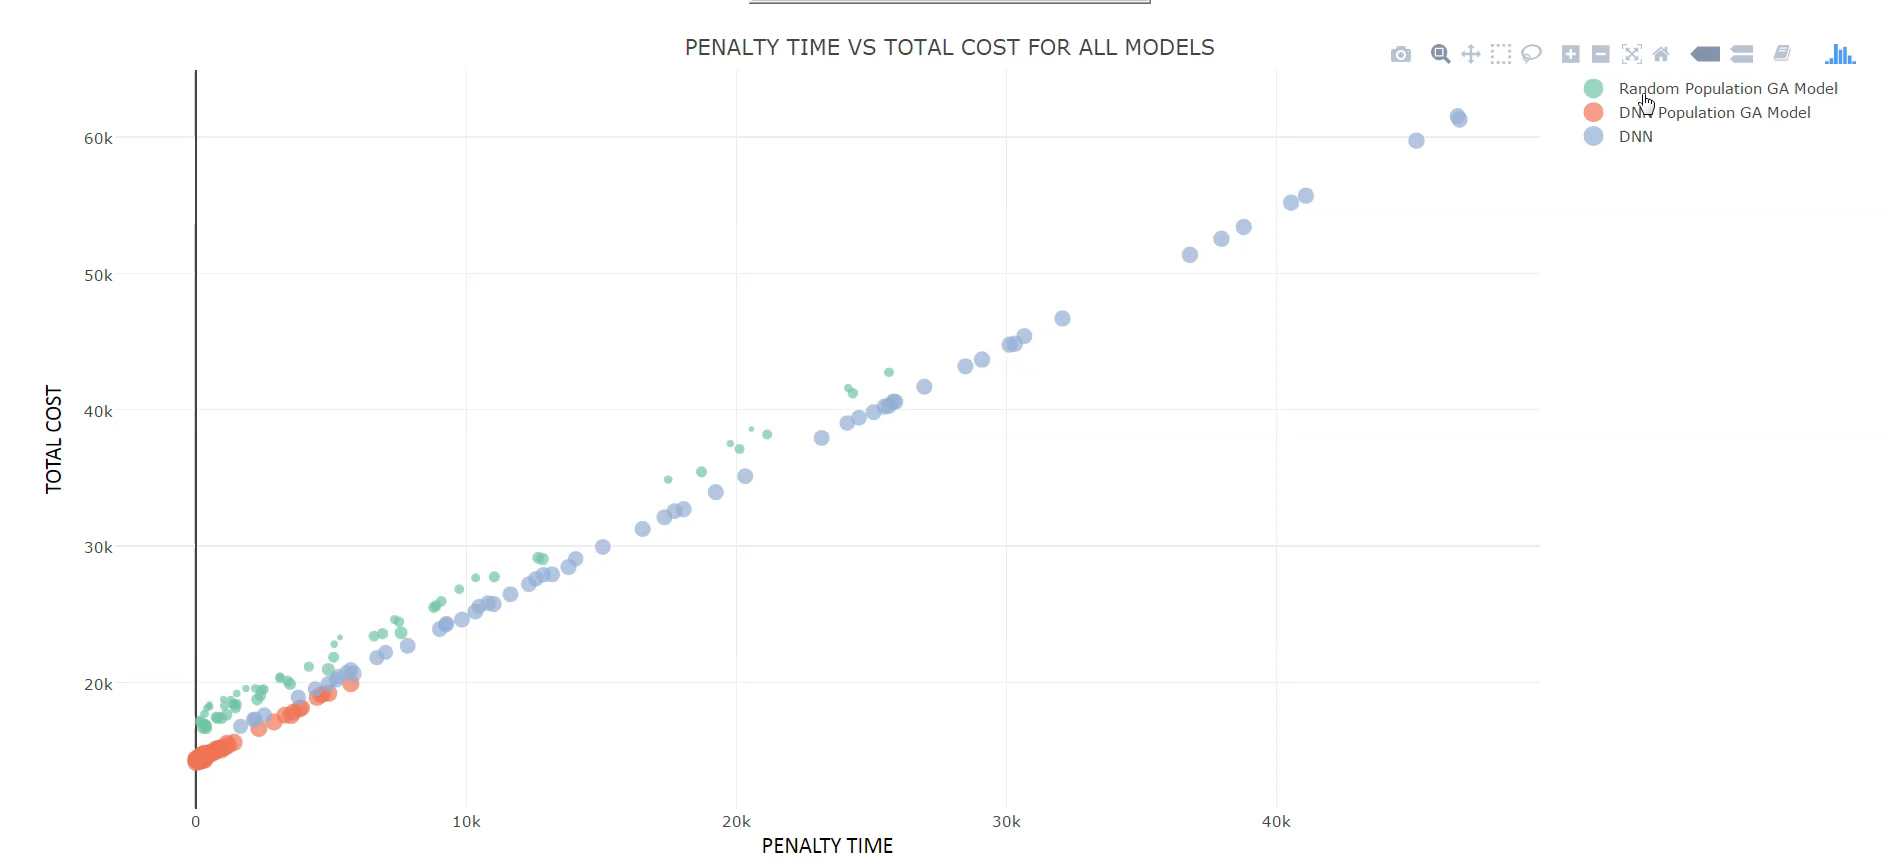 PENALTY TIME VS TOTAL COST FOR ALL MODELS
Random Population GA Model
DNN Population GA Model
DNN
60k
50k
40k
30k
20k
TOTAL COST
0 10k 20k 30k 40k
PENALTY TIME